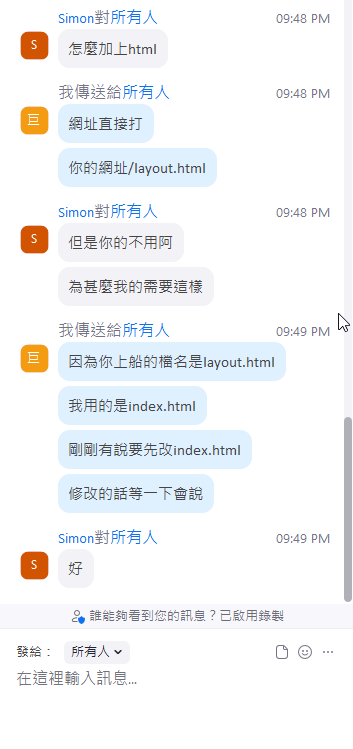 Simon對所有人 09:48 PM
S
怎麼加上html
我傳送給所有人 09:48 PM
巨
網址直接打
你的網址/layout.html
Simon對所有人 09:48 PM
S
但是你的不用阿
為甚麼我的需要這樣
我傳送給所有人 09:49 PM
巨
因為你上船的檔名是layout.html
我用的是index.html
剛剛有說要先改index.html
修改的話等一下會說
Simon對所有人 09:49 PM
S
好
誰能夠看到您的訊息？已啟用錄製
發給： 所有人
在這裡輸入訊息...